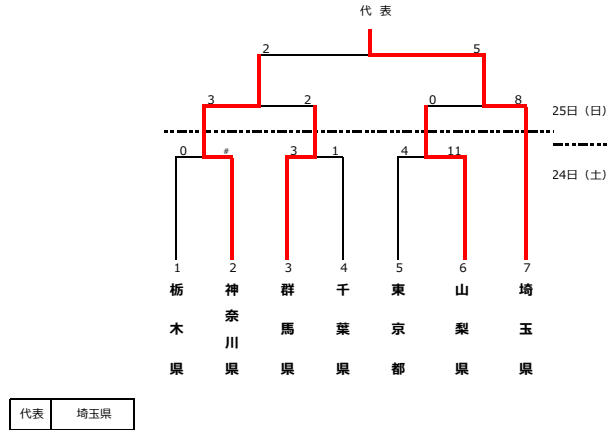 代 表
2 5
3 2 0 8
25日（日）
0 # 3 1 4 11
24日（土）
1 2 3 4 5 6 7
栃木県 神奈川県 群馬県 千葉県 東京都 山梨県 埼玉県
代表 埼玉県